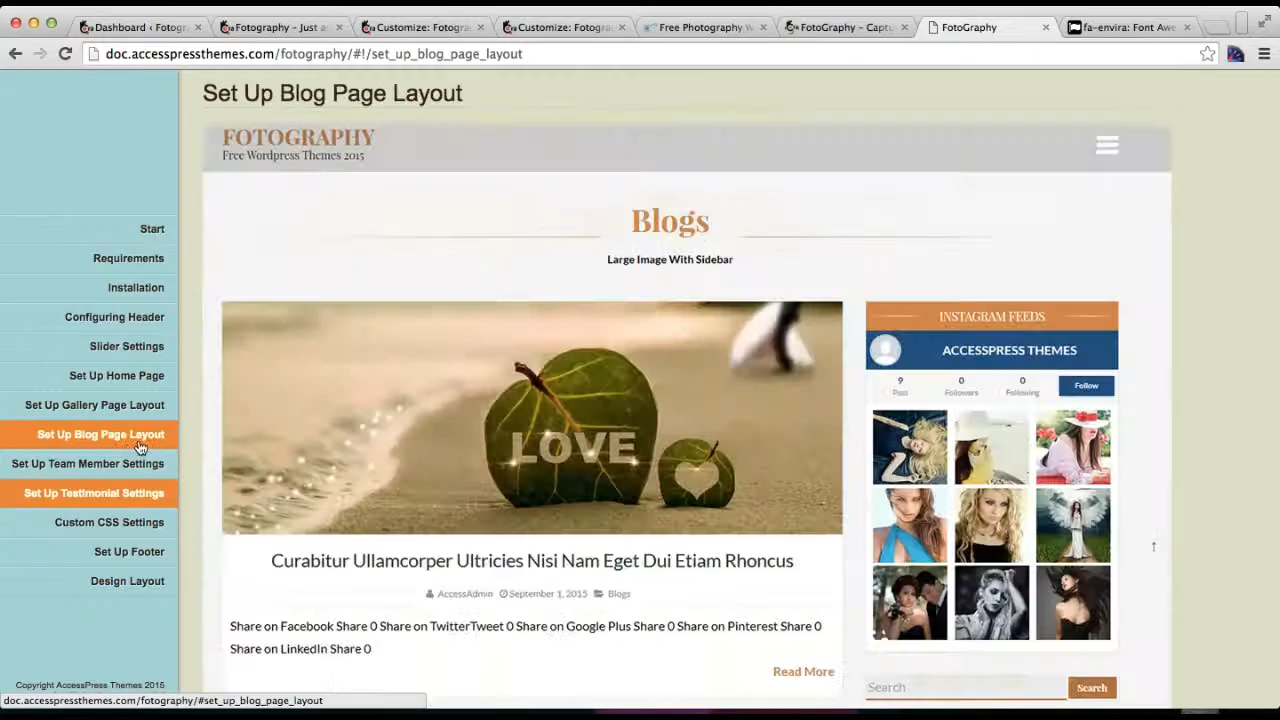 Dashboard ‹ Fotogr
Fotography – Just a
Customize: Fotogra
Customize: Fotogra
Free Photography W
FotoGraphy – Captu
FotoGraphy
fa-envira: Font Awe
doc.accesspressthemes.com/fotography/#!/set_up_blog_page_layout
Set Up Blog Page Layout
FOTOGRAPHY
Free Wordpress Themes 2015
Start
Requirements
Installation
Configuring Header
Slider Settings
Set Up Home Page
Set Up Gallery Page Layout
Set Up Blog Page Layout
Set Up Team Member Settings
Set Up Testimonial Settings
Custom CSS Settings
Set Up Footer
Design Layout
Copyright AccessPress Themes 2015
doc.accesspressthemes.com/fotography/#set_up_blog_page_layout
Blogs
Large Image With Sidebar
LOVE
Curabitur Ullamcorper Ultricies Nisi Nam Eget Dui Etiam Rhoncus
AccessAdmin September 1, 2015 Blogs
Share on Facebook Share 0 Share on TwitterTweet 0 Share on Google Plus Share 0 Share on Pinterest Share 0
Share on LinkedIn Share 0
Read More
INSTAGRAM FEEDS
ACCESSPRESS THEMES
9 0 0
Post Followers Following
Follow
Search
Search